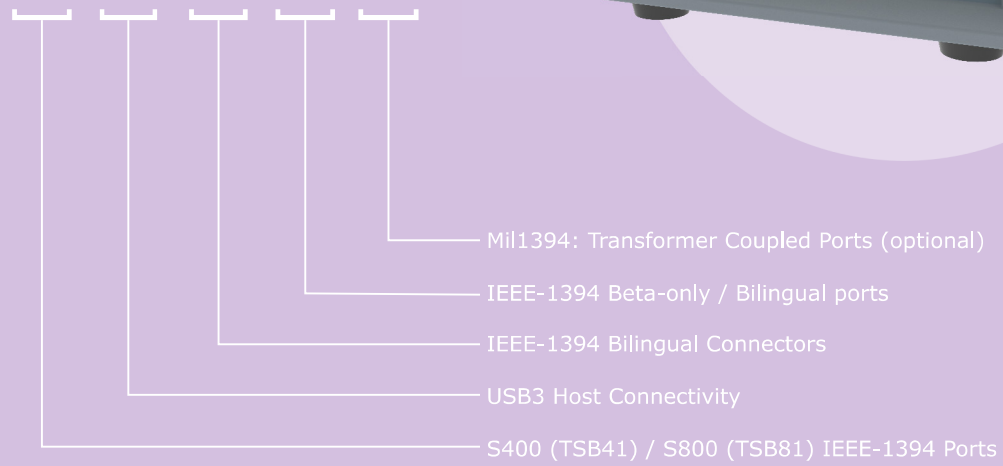 Mil1394: Transformer Coupled Ports (optional)
IEEE-1394 Beta-only / Bilingual ports
IEEE-1394 Bilingual Connectors
USB3 Host Connectivity
S400 (TSB41) / S800 (TSB81) IEEE-1394 Ports